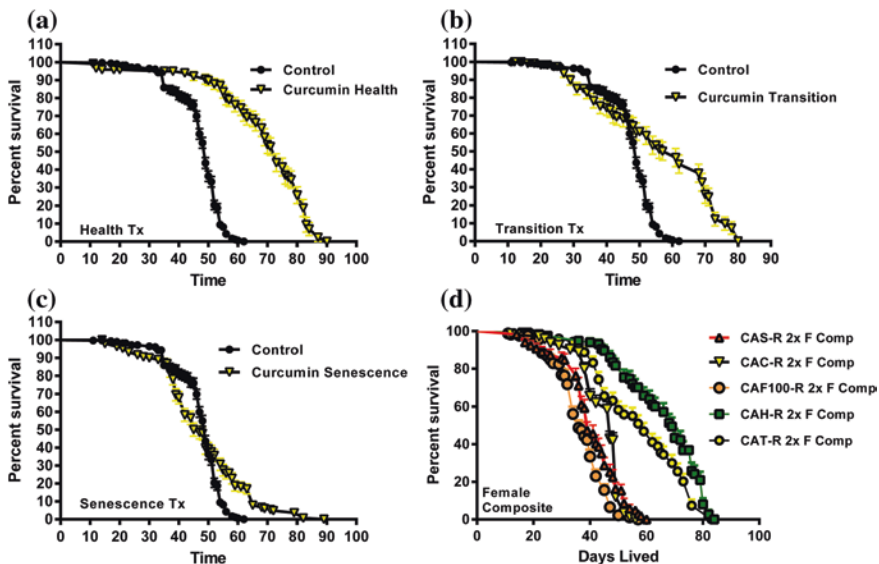 (a)
110
100
90
80
70
60
50
40
30
20
10
0
Percent survival
Control
Curcumin Health
Health Tx
0 10 20 30 40 50 60 70 80 90 100
Time
(b)
110
100
90
80
70
60
50
40
30
20
10
0
Percent survival
Control
Curcumin Transition
Transition Tx
0 10 20 30 40 50 60 70 80 90
Time
(c)
110
100
90
80
70
60
50
40
30
20
10
0
Percent survival
Control
Curcumin Senescence
Senescence Tx
0 10 20 30 40 50 60 70 80 90 100
Time
(d)
100
80
60
40
20
0
Percent survival
CAS-R 2x F Comp
CAC-R 2x F Comp
CAF100-R 2x F Comp
CAH-R 2x F Comp
CAT-R 2x F Comp
Female
Composite
0 20 40 60 80 100
Days Lived